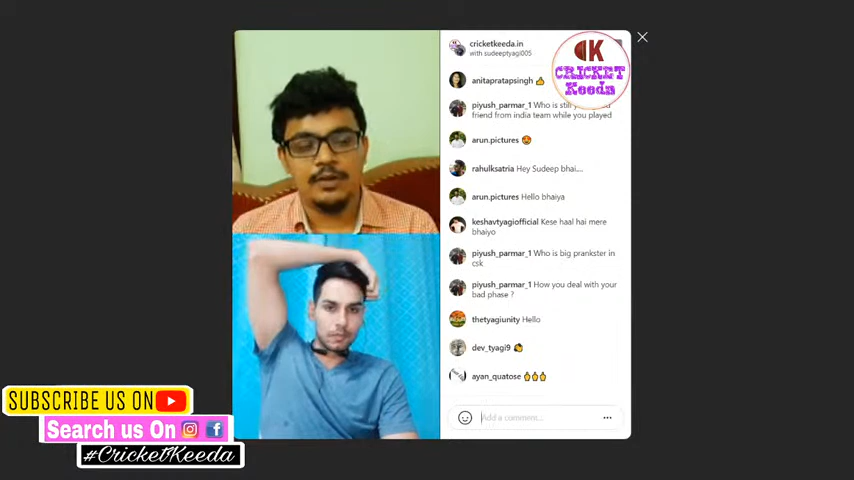 cricketkeeda.in
with sudeeptyagi005
CK
CRICKET
Keeda
anitapratapsingh
piyush_parmar_1 Who is still
friend from india team while you played
arun.pictures
rahulksatria Hey Sudeep bhai....
arun.pictures Hello bhaiya
keshavtyagiofficial Kese haal hai mere
bhaiyo
piyush_parmar_1 Who is big prankster in
csk
piyush_parmar_1 How you deal with your
bad phase ?
thetyagiunity Hello
dev_tyagi9
ayan_quatose
Add a comment...
SUBSCRIBE US ON
Search us On
#CricketKeeda